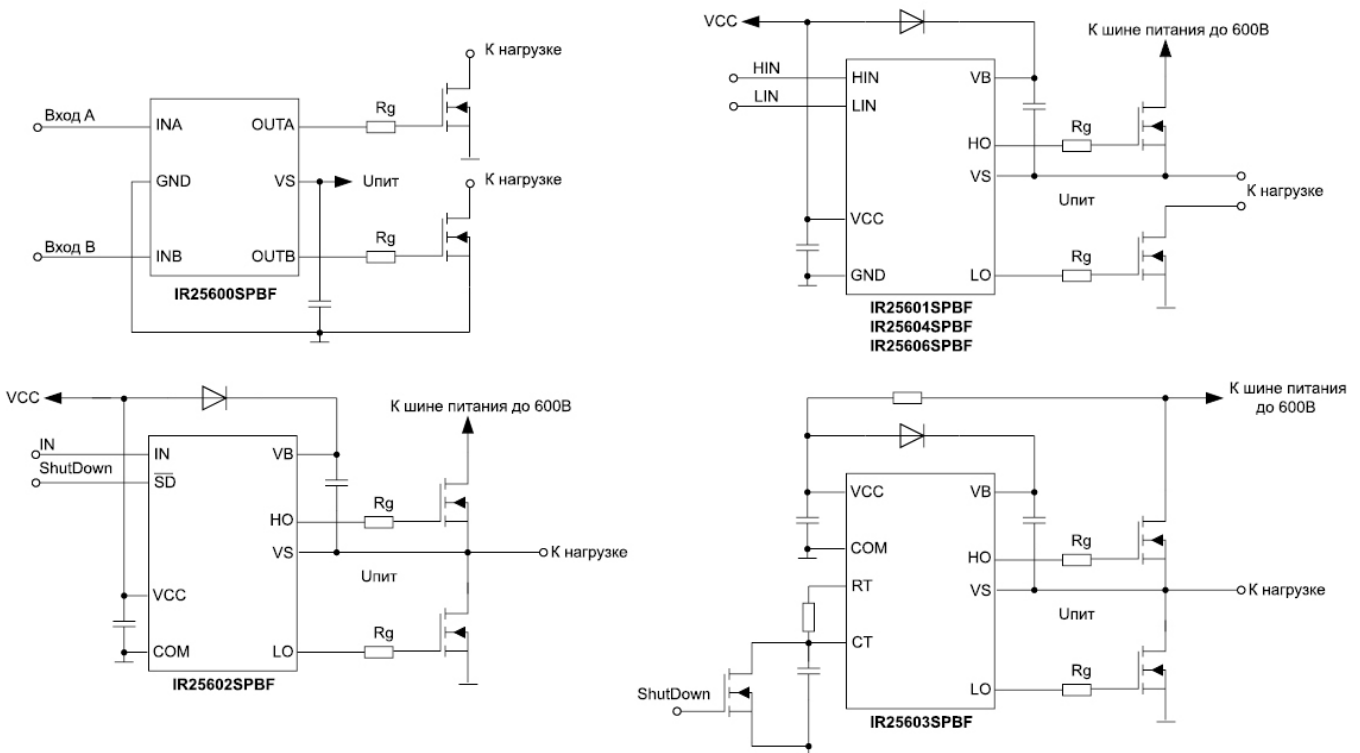 К нагрузке
Вход A
INA
OUTA
Rg
GND
VS
Uпит
К нагрузке
Вход B
INB
OUTB
Rg
IR25600SPBF
VCC
К шине питания до 600В
HIN
HIN
VB
LIN
LIN
Rg
HO
VS
Uпит
К нагрузке
VCC
Rg
GND
LO
IR25601SPBF
IR25604SPBF
IR25606SPBF
VCC
К шине питания до 600В
IN
IN
VB
ShutDown
SD
Rg
HO
VS
К нагрузке
Uпит
VCC
Rg
COM
LO
IR25602SPBF
К шине питания
до 600В
VCC
VB
Rg
COM
HO
RT
VS
К нагрузке
Uпит
CT
Rg
ShutDown
LO
IR25603SPBF